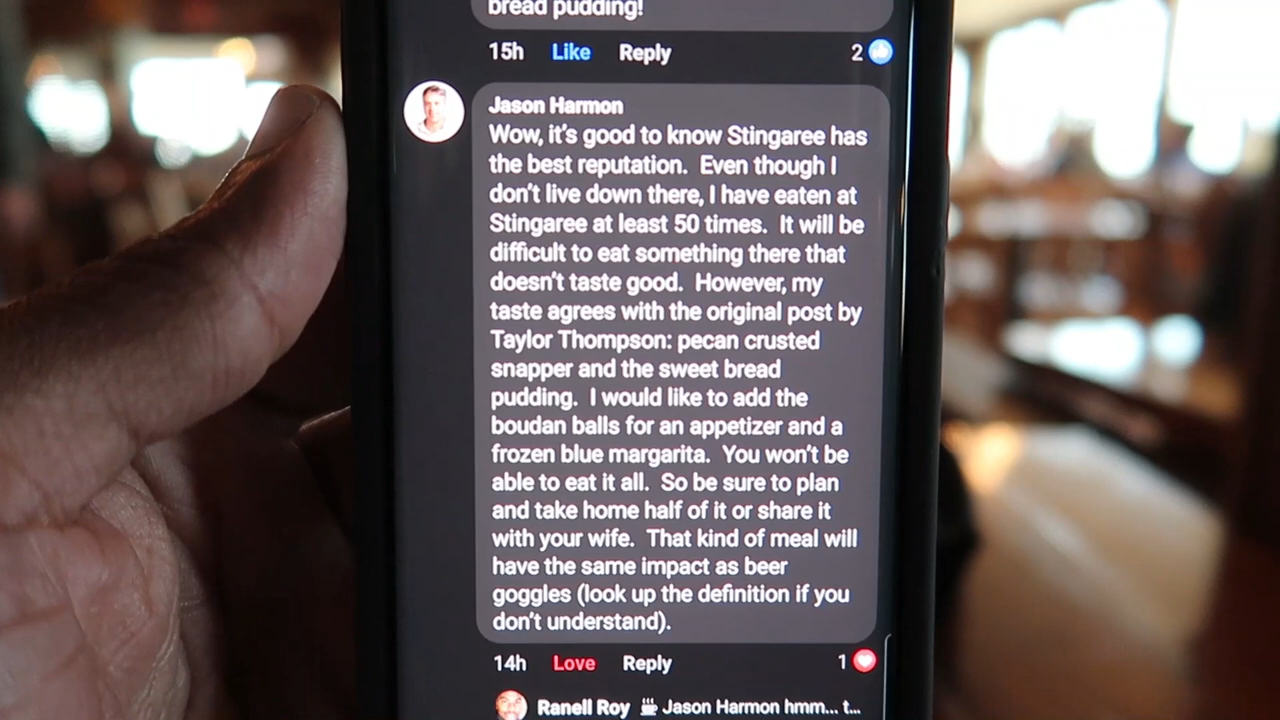 bread pudding!
15h Like Reply 2
Jason Harmon
Wow, it's good to know Stingaree has
the best reputation. Even though I
don't live down there, I have eaten at
Stingaree at least 50 times. It will be
difficult to eat something there that
doesn't taste good. However, my
taste agrees with the original post by
Taylor Thompson: pecan crusted
snapper and the sweet bread
pudding. I would like to add the
boudan balls for an appetizer and a
frozen blue margarita. You won't be
able to eat it all. So be sure to plan
and take home half of it or share it
with your wife. That kind of meal will
have the same impact as beer
goggles (look up the definition if you
don't understand).
14h Love Reply 1
Ranell Roy Jason Harmon hmm... t...